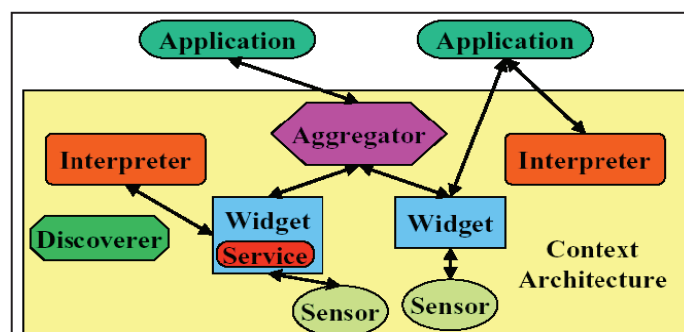 Application
Application
Aggregator
Interpreter
Interpreter
Widget
Widget
Discoverer
Service
Context
Architecture
Sensor
Sensor